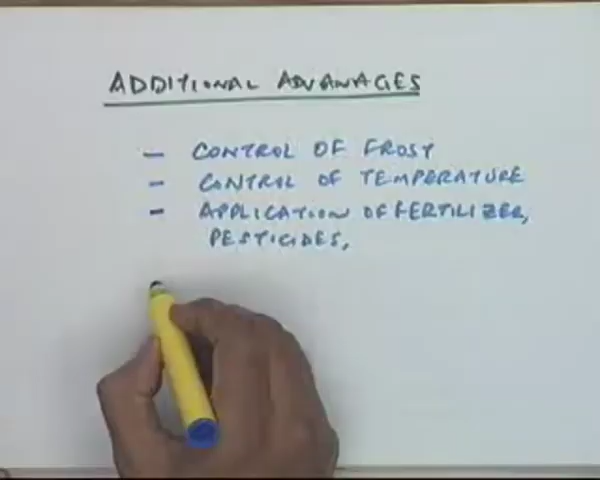 ADDITIONAL ADVANAGES
- CONTROL OF FROST
- CONTROL OF TEMPERATURE
- APPLICATION OF FERTILIZER,
PESTICIDES,